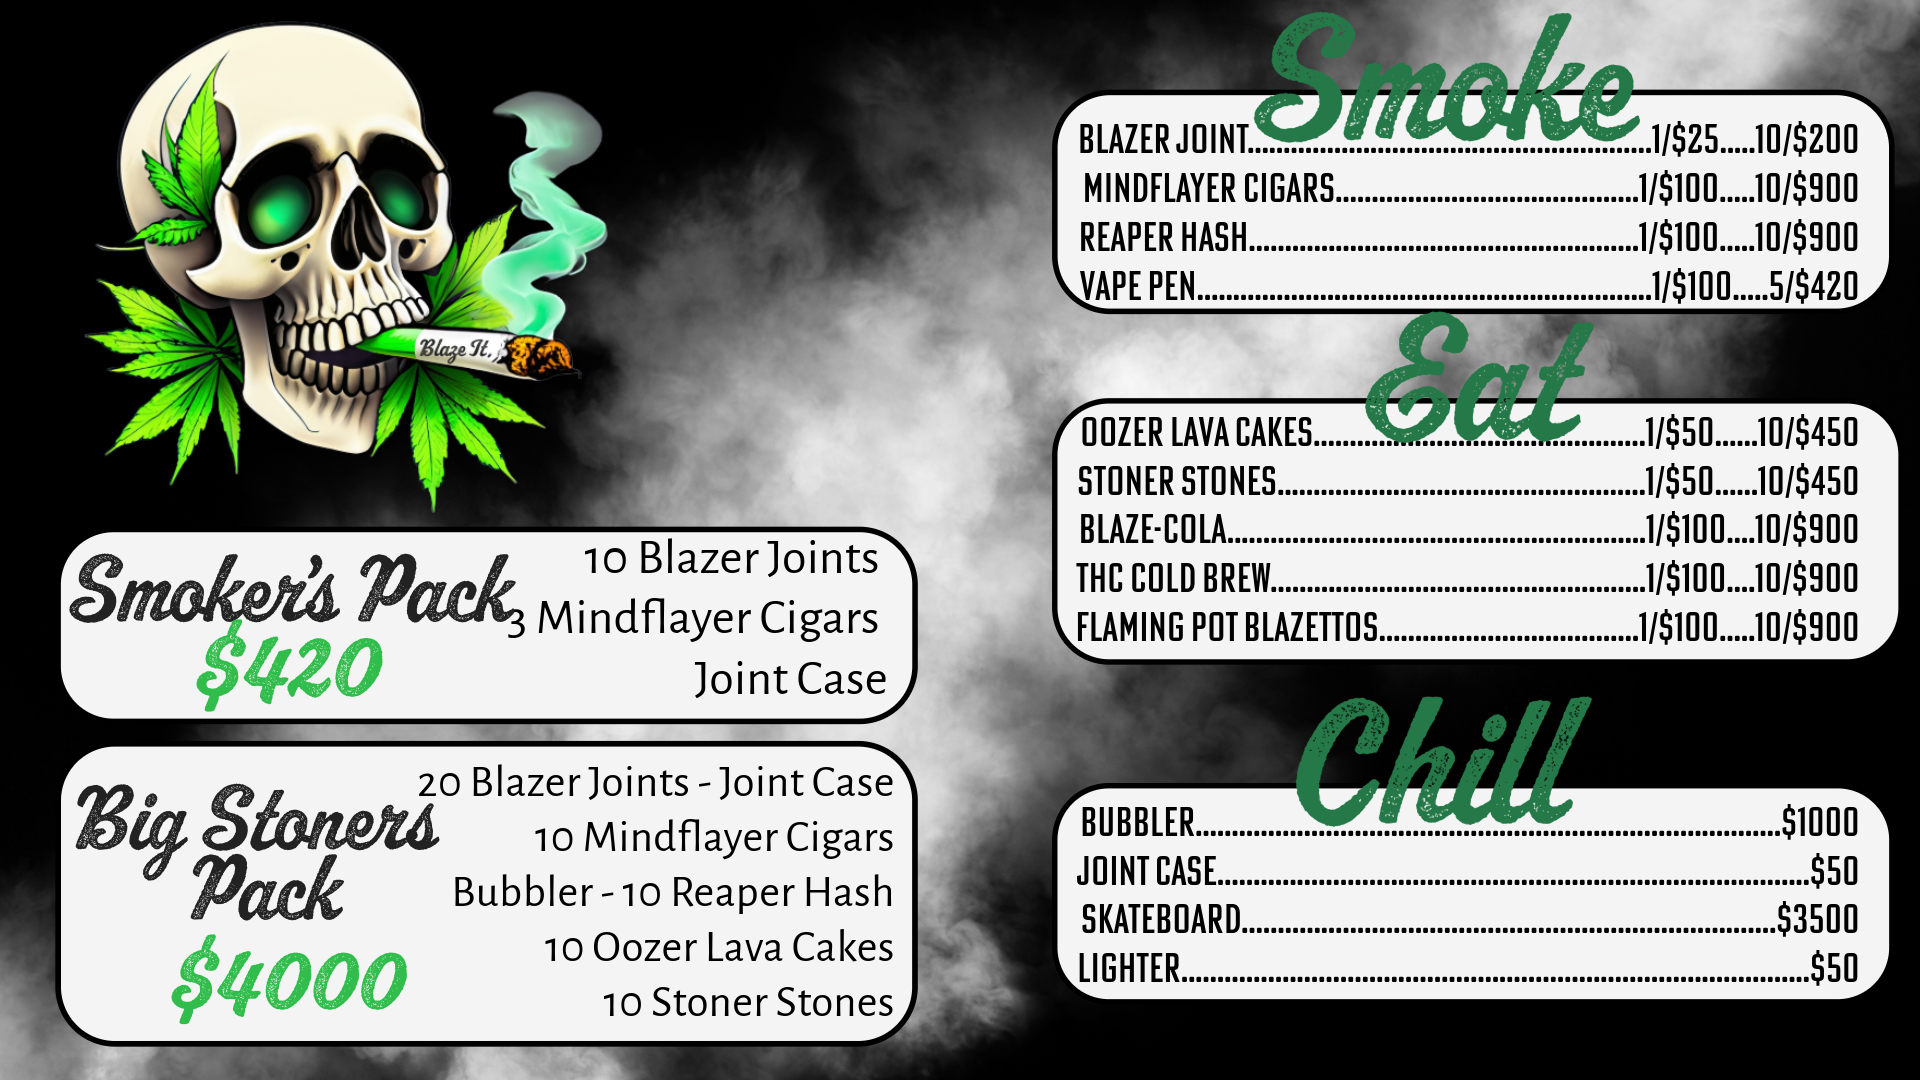 Blaze It.
Smoker's Pack
$420
10 Blazer Joints
3 Mindflayer Cigars
Joint Case
Big Stoners
Pack
$4000
20 Blazer Joints - Joint Case
10 Mindflayer Cigars
Bubbler - 10 Reaper Hash
10 Oozer Lava Cakes
10 Stoner Stones
Smoke
BLAZER JOINT........................................................1/$25.....10/$200
MINDFLAYER CIGARS..........................................1/$100.....10/$900
REAPER HASH......................................................1/$100.....10/$900
VAPE PEN...............................................................1/$100.....5/$420
Eat
OOZER LAVA CAKES..............................................1/$50......10/$450
STONER STONES...................................................1/$50......10/$450
BLAZE-COLA..........................................................1/$100....10/$900
THC COLD BREW....................................................1/$100....10/$900
FLAMING POT BLAZETTOS....................................1/$100....10/$900
Chill
BUBBLER.................................................................................$1000
JOINT CASE..................................................................................$50
SKATEBOARD..........................................................................$3500
LIGHTER.......................................................................................$50